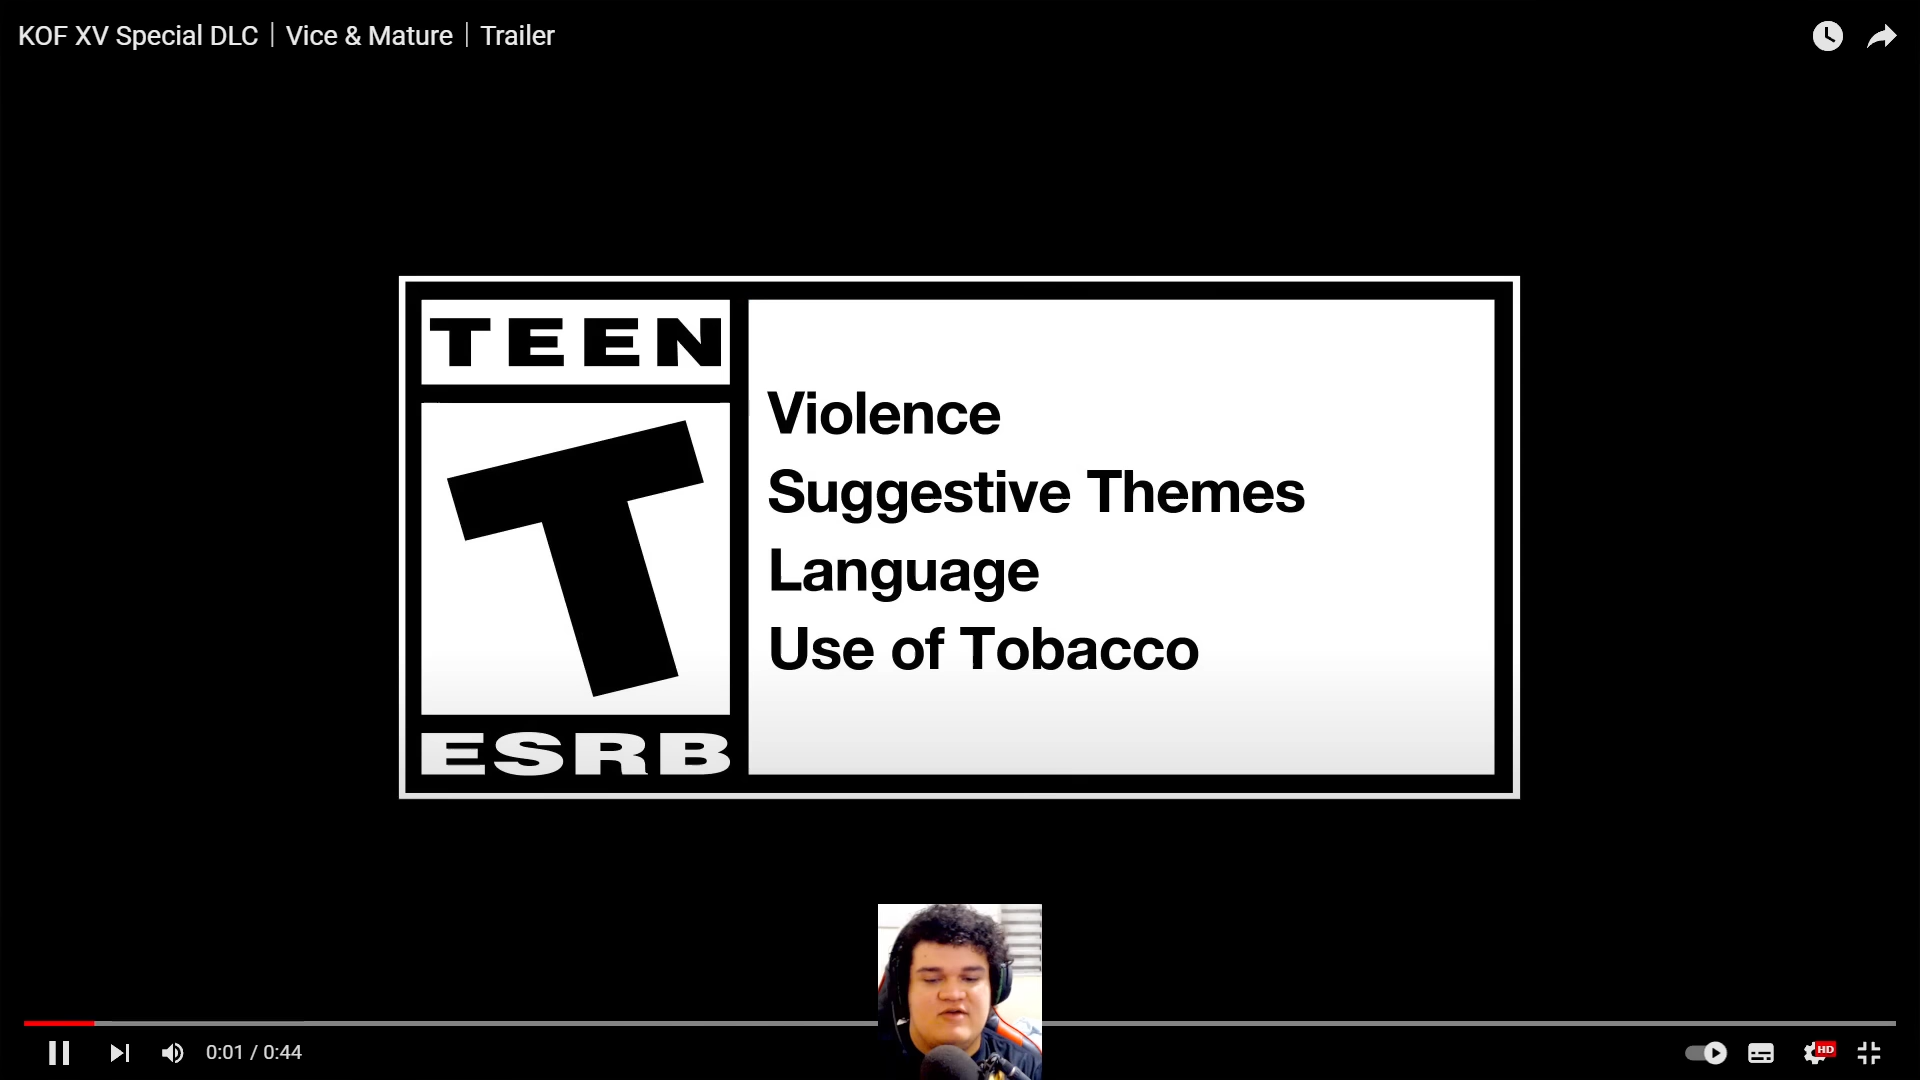 KOF XV Special DLC｜Vice & Mature｜Trailer
TEEN
T
ESRB
Violence
Suggestive Themes
Language
Use of Tobacco
0:01 / 0:44
HD